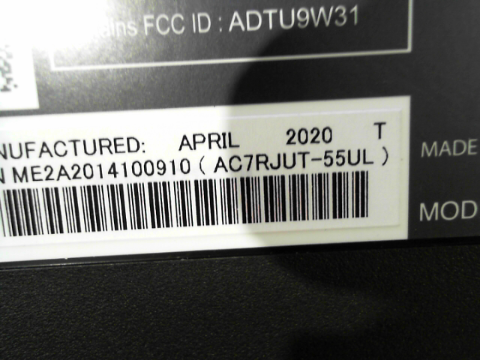 ains FCC ID : ADTU9W31
NUFACTURED: APRIL 2020 T
N ME2A2014100910 ( AC7RJUT-55UL )
MADE
MOD